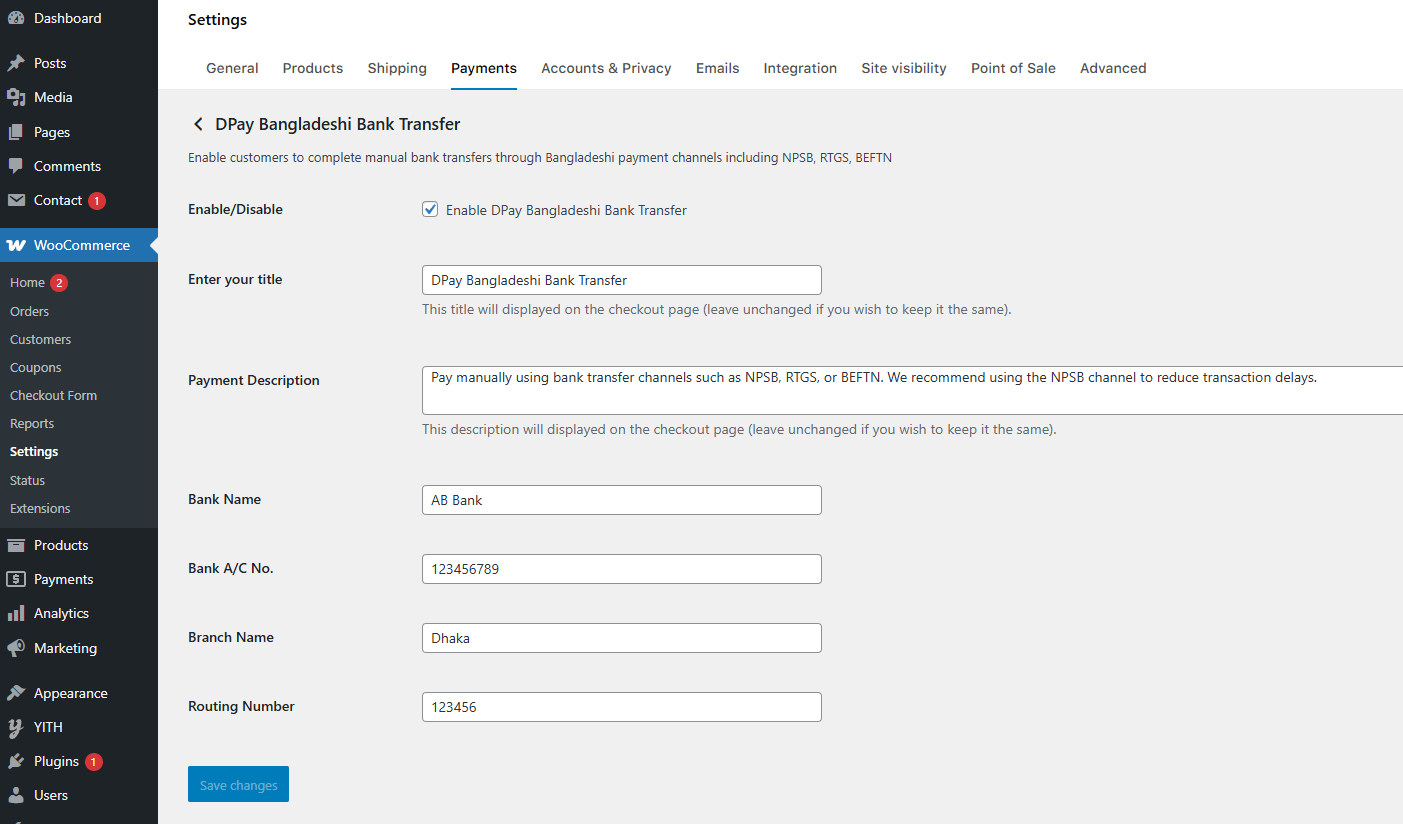 Dashboard
Posts
Media
Pages
Comments
Contact 1
WooCommerce
Home 2
Orders
Customers
Coupons
Checkout Form
Reports
Settings
Status
Extensions
Products
Payments
Analytics
Marketing
Appearance
YITH
Plugins 1
Users
Settings
General Products Shipping Payments Accounts & Privacy Emails Integration Site visibility Point of Sale Advanced
DPay Bangladeshi Bank Transfer
Enable customers to complete manual bank transfers through Bangladeshi payment channels including NPSB, RTGS, BEFTN
Enable/Disable Enable DPay Bangladeshi Bank Transfer
Enter your title DPay Bangladeshi Bank Transfer
This title will displayed on the checkout page (leave unchanged if you wish to keep it the same).
Payment Description Pay manually using bank transfer channels such as NPSB, RTGS, or BEFTN. We recommend using the NPSB channel to reduce transaction delays.
This description will displayed on the checkout page (leave unchanged if you wish to keep it the same).
Bank Name AB Bank
Bank A/C No. 123456789
Branch Name Dhaka
Routing Number 123456
Save changes